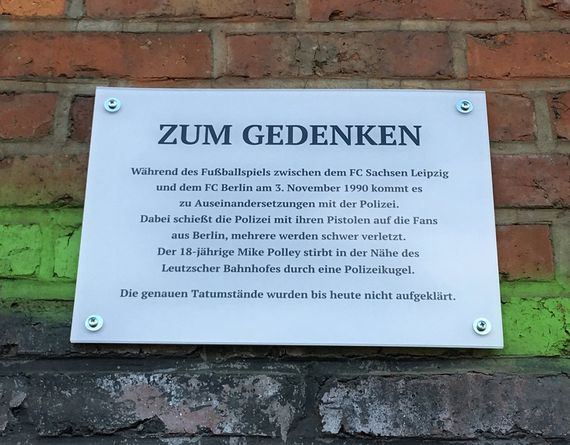 ZUM GEDENKEN
Während des Fußballspiels zwischen dem FC Sachsen Leipzig
und dem FC Berlin am 3. November 1990 kommt es
zu Auseinandersetzungen mit der Polizei.
Dabei schießt die Polizei mit ihren Pistolen auf die Fans
aus Berlin, mehrere werden schwer verletzt.
Der 18-jährige Mike Polley stirbt in der Nähe des
Leutzscher Bahnhofes durch eine Polizeikugel.
Die genauen Tatumstände wurden bis heute nicht aufgeklärt.